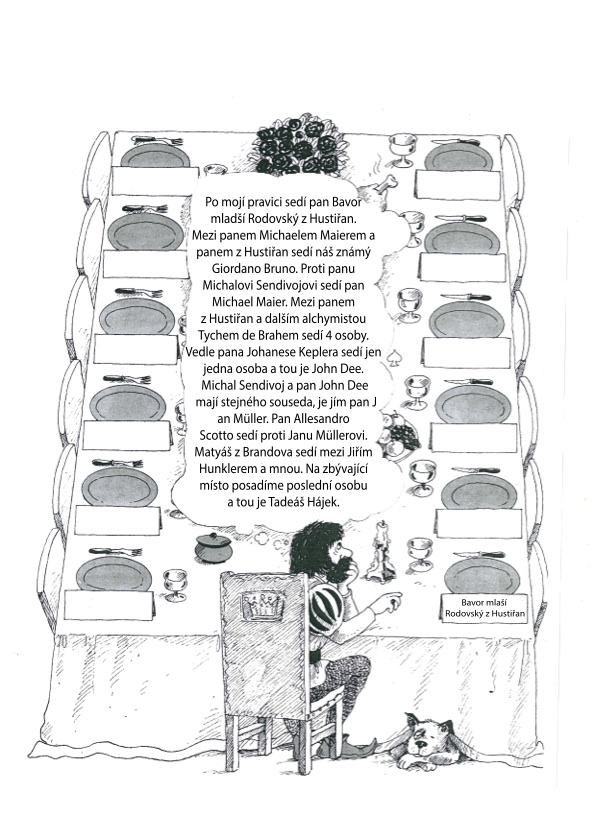 Po mojí pravici sedí pan Bavor
mladší Rodovský z Hustiřan.
Mezi panem Michaelem Maierem a
panem z Hustiřan sedí náš známý
Giordano Bruno. Proti panu
Michalovi Sendivojovi sedí pan
Michael Maier. Mezi panem
z Hustiřan a dalším alchymistou
Tychem de Brahem sedí 4 osoby.
Vedle pana Johanese Keplera sedí jen
jedna osoba a tou je John Dee.
Michal Sendivoj a pan John Dee
mají stejného souseda, je jím pan J
an Müller. Pan Allesandro
Scotto sedí proti Janu Müllerovi.
Matyáš z Brandova sedí mezi Jiřím
Hunklerem a mnou. Na zbývající
místo posadíme poslední osobu
a tou je Tadeáš Hájek.
Bavor mlaší
Rodovský z Hustiřan